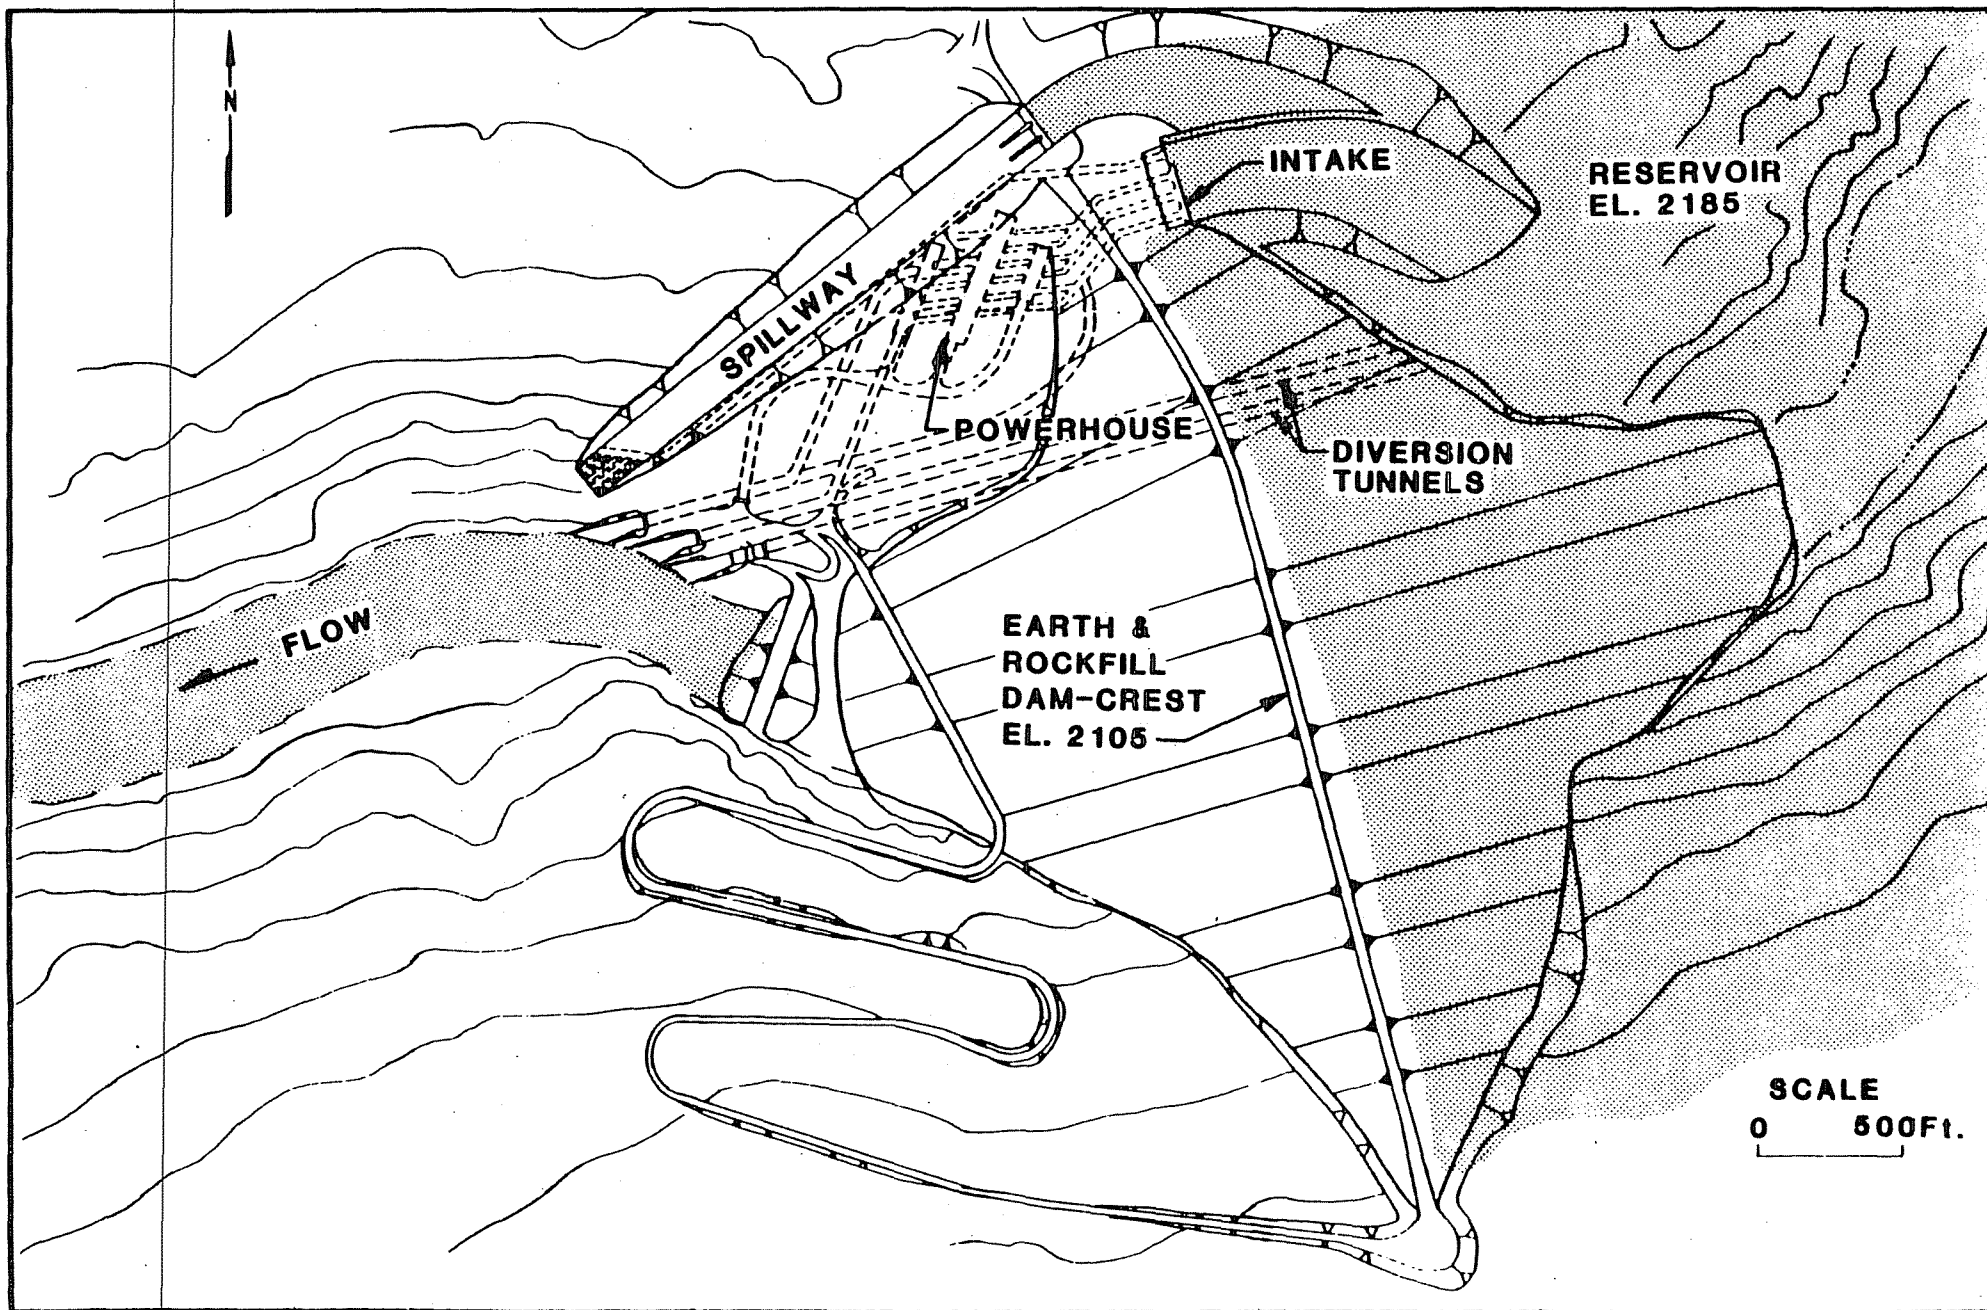 N
INTAKE
RESERVOIR
EL. 2185
SPILLWAY
POWERHOUSE
DIVERSION
TUNNELS
FLOW
EARTH &
ROCKFILL
DAM-CREST
EL. 2105
SCALE
0 500Ft.